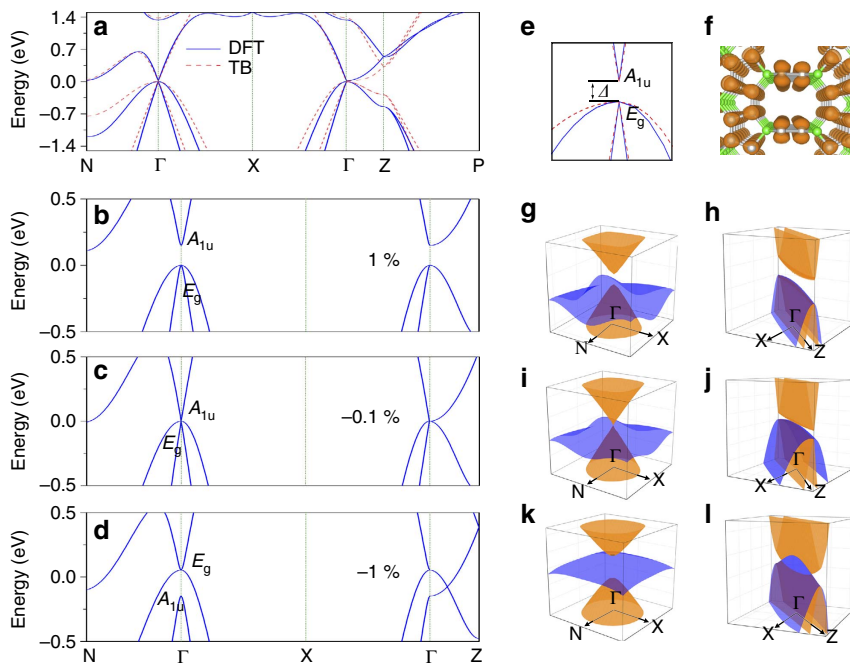 a
1.4
0.7
0.0
−0.7
−1.4
Energy (eV)
DFT
TB
N Γ X Γ Z P
e
A1u
Δ
Eg
f
b
0.5
0.0
−0.5
Energy (eV)
A1u
Eg
1 %
c
0.5
0.0
−0.5
Energy (eV)
A1u
Eg
−0.1 %
d
0.5
0.0
−0.5
Energy (eV)
Eg
A1u
−1 %
N Γ X Γ Z
g
Γ
N X
h
Γ
X Z
i
Γ
N X
j
Γ
X Z
k
Γ
N X
l
Γ
X Z